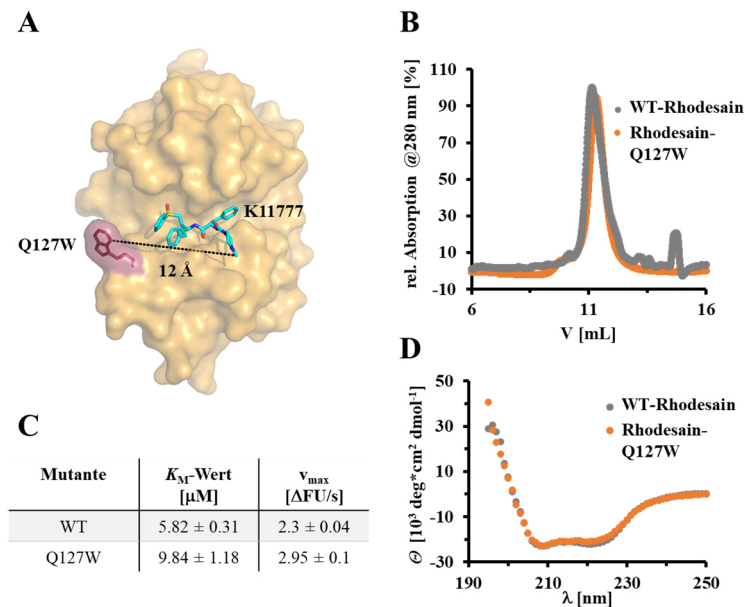 A
K11777
Q127W
12 Å
B
rel. Absorption @280 nm [%]
110
90
70
50
30
10
-10
6
11
16
V [mL]
WT-Rhodesain
Rhodesain-
Q127W
C
Mutante
K_M-Wert
[µM]
v_max
[ΔFU/s]
WT
5.82 ± 0.31
2.3 ± 0.04
Q127W
9.84 ± 1.18
2.95 ± 0.1
D
Θ [10³ deg*cm² dmol⁻¹]
50
30
10
-10
-30
190
210
230
250
λ [nm]
WT-Rhodesain
Rhodesain-
Q127W